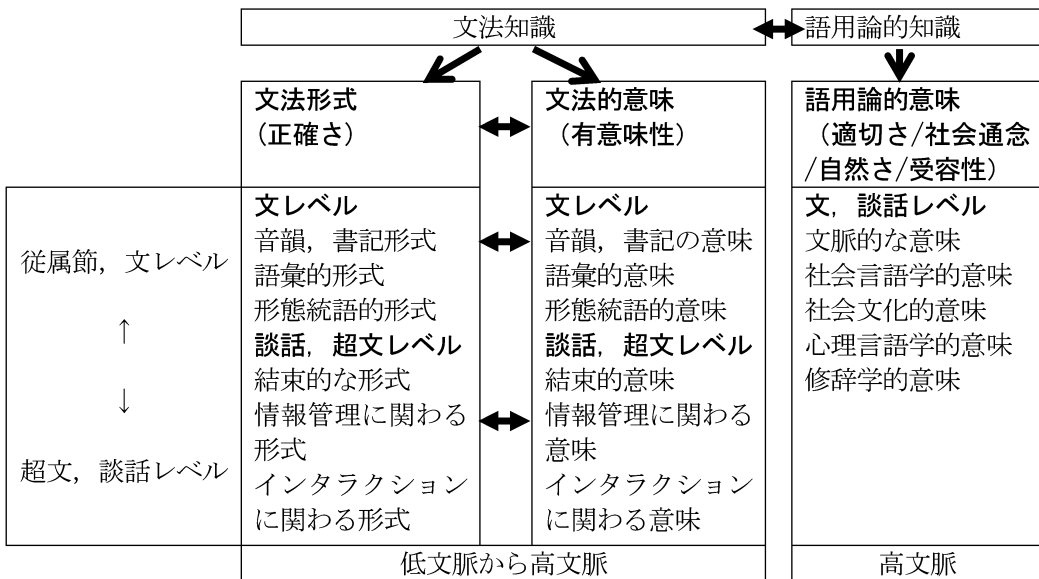 文法知識
語用論的知識
文法形式
（正確さ）
文法的意味
（有意味性）
語用論的意味
（適切さ/社会通念
/自然さ/受容性）
従属節，文レベル
↑
↓
超文，談話レベル
文レベル
音韻，書記形式
語彙的形式
形態統語的形式
談話，超文レベル
結束的な形式
情報管理に関わる
形式
インタラクション
に関わる形式
文レベル
音韻，書記の意味
語彙的意味
形態統語的意味
談話，超文レベル
結束的意味
情報管理に関わる
意味
インタラクション
に関わる意味
文，談話レベル
文脈的な意味
社会言語学的意味
社会文化的意味
心理言語学的意味
修辞学的意味
低文脈から高文脈
高文脈